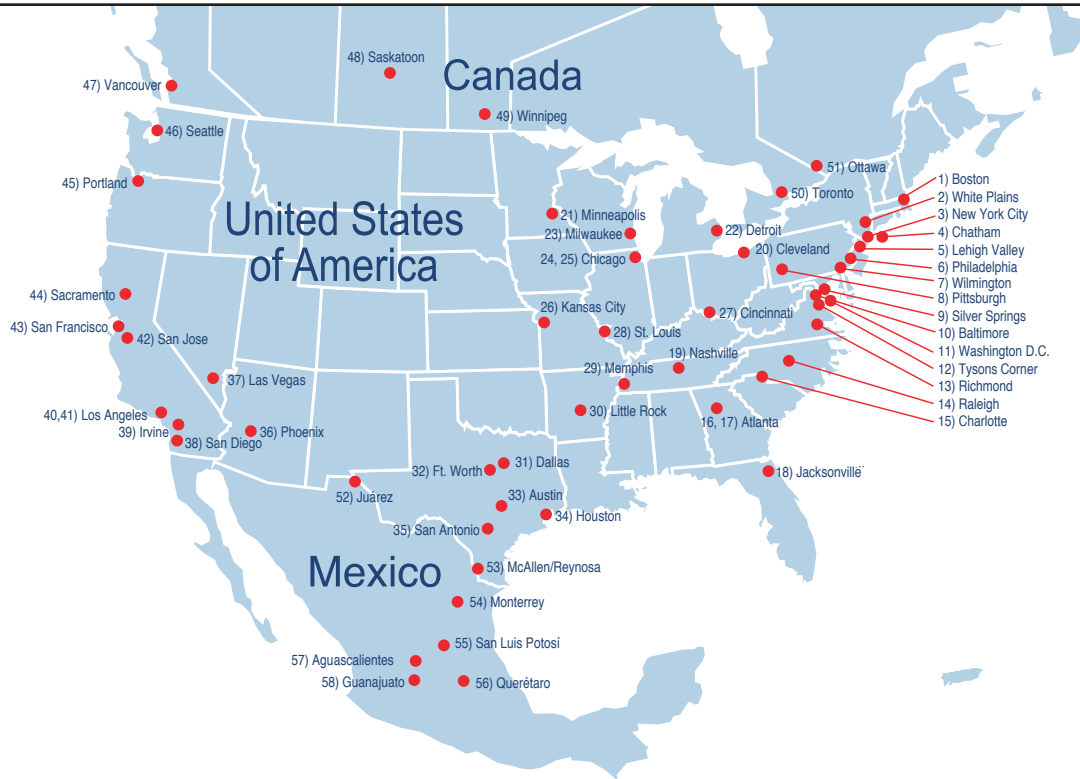 48) Saskatoon
Canada
47) Vancouver
49) Winnipeg
46) Seattle
51) Ottawa
45) Portland
50) Toronto
1) Boston
2) White Plains
3) New York City
4) Chatham
5) Lehigh Valley
6) Philadelphia
7) Wilmington
8) Pittsburgh
9) Silver Springs
10) Baltimore
11) Washington D.C.
12) Tysons Corner
13) Richmond
14) Raleigh
15) Charlotte
United States
of America
21) Minneapolis
23) Milwaukee
22) Detroit
20) Cleveland
24, 25) Chicago
44) Sacramento
26) Kansas City
27) Cincinnati
43) San Francisco
42) San Jose
28) St. Louis
19) Nashville
29) Memphis
37) Las Vegas
40,41) Los Angeles
39) Irvine
38) San Diego
36) Phoenix
30) Little Rock
16, 17) Atlanta
31) Dallas
32) Ft. Worth
18) Jacksonville¨
52) Juárez
33) Austin
34) Houston
35) San Antonio
Mexico
53) McAllen/Reynosa
54) Monterrey
55) San Luis Potosí
57) Aguascalientes
58) Guanajuato
56) Querétaro